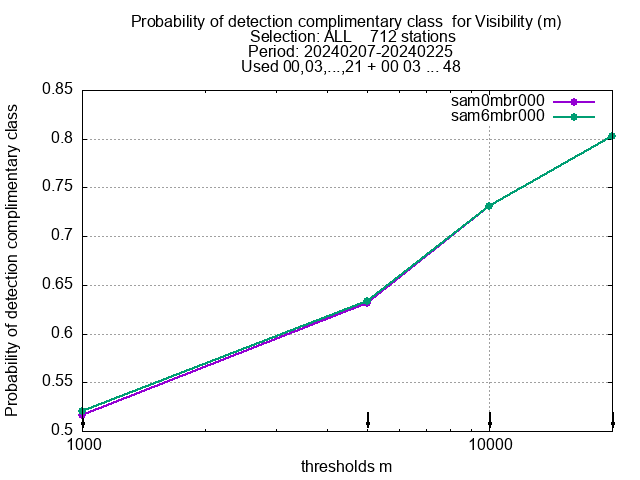 Probability of detection complimentary class  for Visibility (m)
Selection: ALL    712 stations
Period: 20240207-20240225
Used 00,03,...,21 + 00 03 ... 48
sam0mbr000
sam6mbr000
Probability of detection complimentary class
0.85
0.8
0.75
0.7
0.65
0.6
0.55
0.5
1000
10000
thresholds m